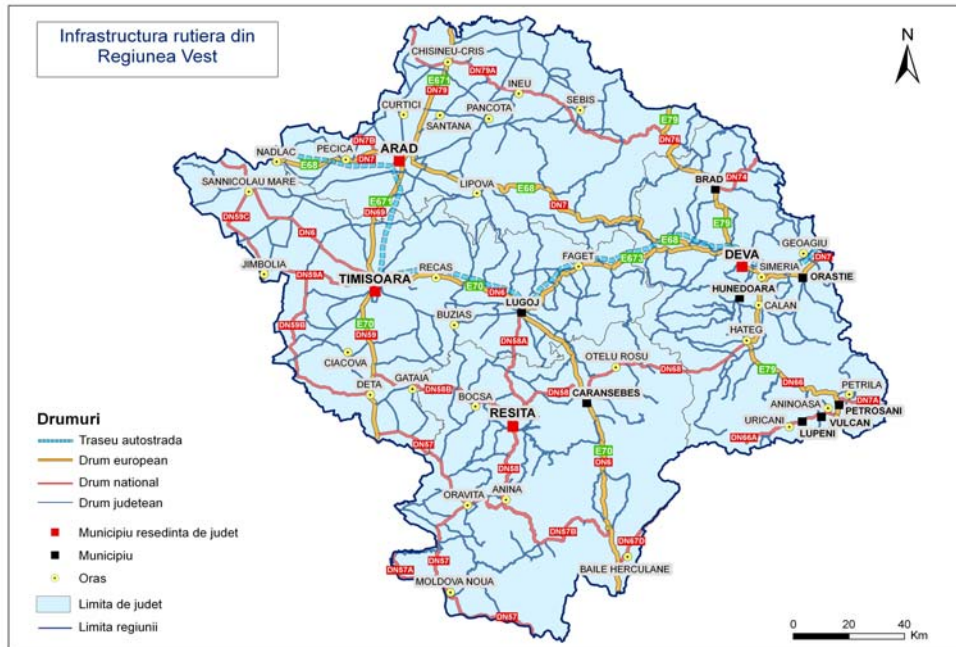 Infrastructura rutiera din
Regiunea Vest
N
CHISINEU-CRIS
DN79A
E671
DN79
INEU
CURTICI
PANCOTA
SEBIS
SANTANA
E79
DN76
DN7B
NADLAC
PECICA
ARAD
DN7
E68
BRAD
DN74
SANNICOLAU MARE
LIPOVA
E68
E671
DN69
DN7
DN59C
E79
DN6
E68
GEOAGIU
DEVA
DN7
JIMBOLIA
DN59A
RECAS
FAGET
E673
SIMERIA
TIMISOARA
ORASTIE
E70
DN6
HUNEDOARA
LUGOJ
CALAN
DN59B
E70
BUZIAS
DN59
HATEG
DN58A
CIACOVA
OTELU ROSU
DN68
E79
DETA
GATAIA
DN66
PETRILA
DN58B
DN58
CARANSEBES
ANINOASA
DN7A
BOCSA
PETROSANI
RESITA
URICANI
VULCAN
LUPENI
DN66A
DN57
E70
DN6
DN58
ORAVITA
ANINA
DN57B
DN67D
DN57
DN57A
BAILE HERCULANE
MOLDOVA NOUA
DN57
Drumuri
Traseu autostrada
Drum european
Drum national
Drum judetean
Municipiu resedinta de judet
Municipiu
Oras
Limita de judet
Limita regiunii
0 20 40
Km